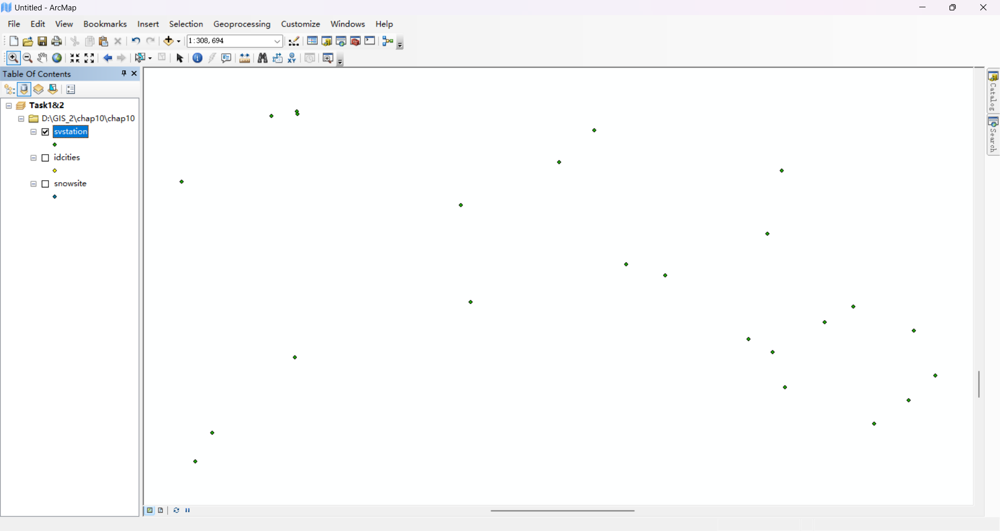 Untitled - ArcMap
File Edit View Bookmarks Insert Selection Geoprocessing Customize Windows Help
1:308,694
XY
Table Of Contents
Task1&2
D:\GIS_2\chap10\chap10
svstation
idcities
snowsite
Catalog
Search